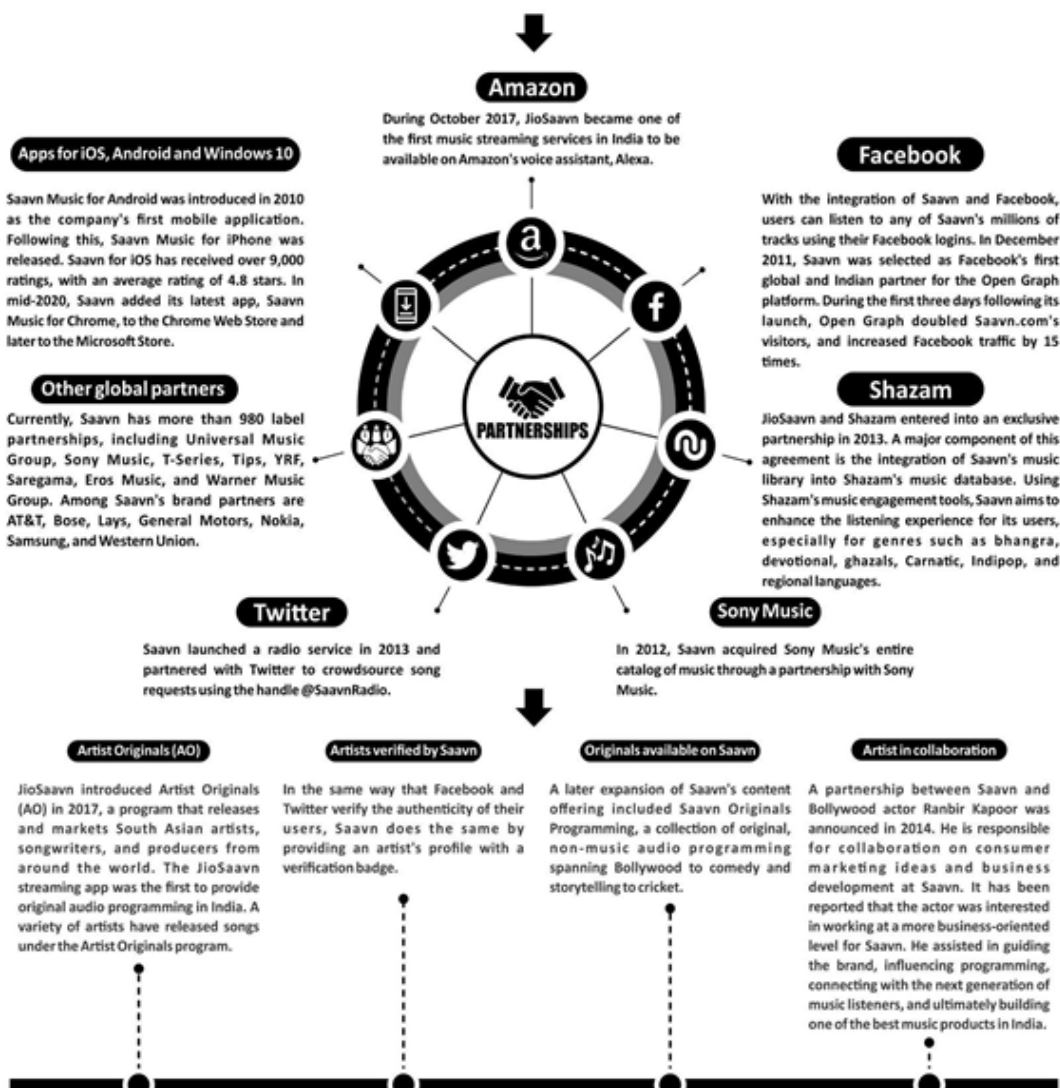 Amazon
During October 2017, JioSaavn became one of
the first music streaming services in India to be
available on Amazon's voice assistant, Alexa.
Apps for iOS, Android and Windows 10
Saavn Music for Android was introduced in 2010
as the company's first mobile application.
Following this, Saavn Music for iPhone was
released. Saavn for iOS has received over 9,000
ratings, with an average rating of 4.8 stars. In
mid-2020, Saavn added its latest app, Saavn
Music for Chrome, to the Chrome Web Store and
later to the Microsoft Store.
Facebook
With the integration of Saavn and Facebook,
users can listen to any of Saavn's millions of
tracks using their Facebook logins. In December
2011, Saavn was selected as Facebook's first
global and Indian partner for the Open Graph
platform. During the first three days following its
launch, Open Graph doubled Saavn.com's
visitors, and increased Facebook traffic by 15
times.
Other global partners
Currently, Saavn has more than 980 label
partnerships, including Universal Music
Group, Sony Music, T-Series, Tips, YRF,
Saregama, Eros Music, and Warner Music
Group. Among Saavn's brand partners are
AT&T, Bose, Lays, General Motors, Nokia,
Samsung, and Western Union.
PARTNERSHIPS
Shazam
JioSaavn and Shazam entered into an exclusive
partnership in 2013. A major component of this
agreement is the integration of Saavn's music
library into Shazam's music database. Using
Shazam's music engagement tools, Saavn aims to
enhance the listening experience for its users,
especially for genres such as bhangra,
devotional, ghazals, Carnatic, Indipop, and
regional languages.
Twitter
Saavn launched a radio service in 2013 and
partnered with Twitter to crowdsource song
requests using the handle @SaavnRadio.
Sony Music
In 2012, Saavn acquired Sony Music's entire
catalog of music through a partnership with Sony
Music.
Artist Originals (AO)
JioSaavn introduced Artist Originals
(AO) in 2017, a program that releases
and markets South Asian artists,
songwriters, and producers from
around the world. The JioSaavn
streaming app was the first to provide
original audio programming in India. A
variety of artists have released songs
under the Artist Originals program.
Artists verified by Saavn
In the same way that Facebook and
Twitter verify the authenticity of their
users, Saavn does the same by
providing an artist's profile with a
verification badge.
Originals available on Saavn
A later expansion of Saavn's content
offering included Saavn Originals
Programming, a collection of original,
non-music audio programming
spanning Bollywood to comedy and
storytelling to cricket.
Artist in collaboration
A partnership between Saavn and
Bollywood actor Ranbir Kapoor was
announced in 2014. He is responsible
for collaboration on consumer
marketing ideas and business
development at Saavn. It has been
reported that the actor was interested
in working at a more business-oriented
level for Saavn. He assisted in guiding
the brand, influencing programming,
connecting with the next generation of
music listeners, and ultimately building
one of the best music products in India.